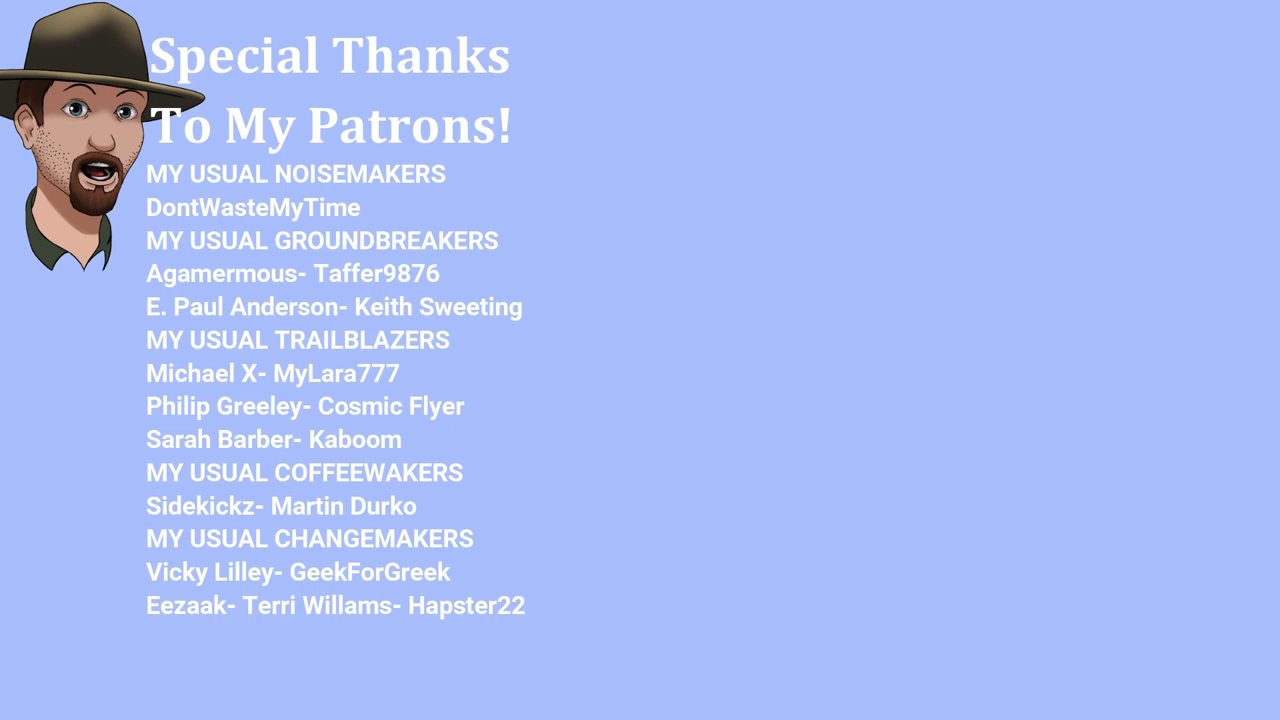 Special Thanks
To My Patrons!
MY USUAL NOISEMAKERS
DontWasteMyTime
MY USUAL GROUNDBREAKERS
Agamermous- Taffer9876
E. Paul Anderson- Keith Sweeting
MY USUAL TRAILBLAZERS
Michael X- MyLara777
Philip Greeley- Cosmic Flyer
Sarah Barber- Kaboom
MY USUAL COFFEEWAKERS
Sidekickz- Martin Durko
MY USUAL CHANGEMAKERS
Vicky Lilley- GeekForGreek
Eezaak- Terri Willams- Hapster22